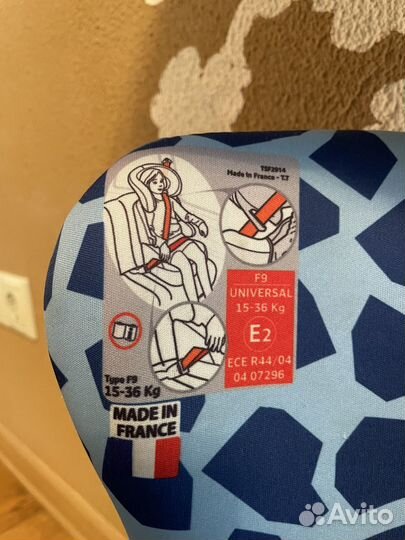 TSF2914
Made in France - T.T
F9
UNIVERSAL
15-36 Kg
E2
ECE R44/04
04 07296
Type F9
15-36 Kg
MADE IN
FRANCE
Avito